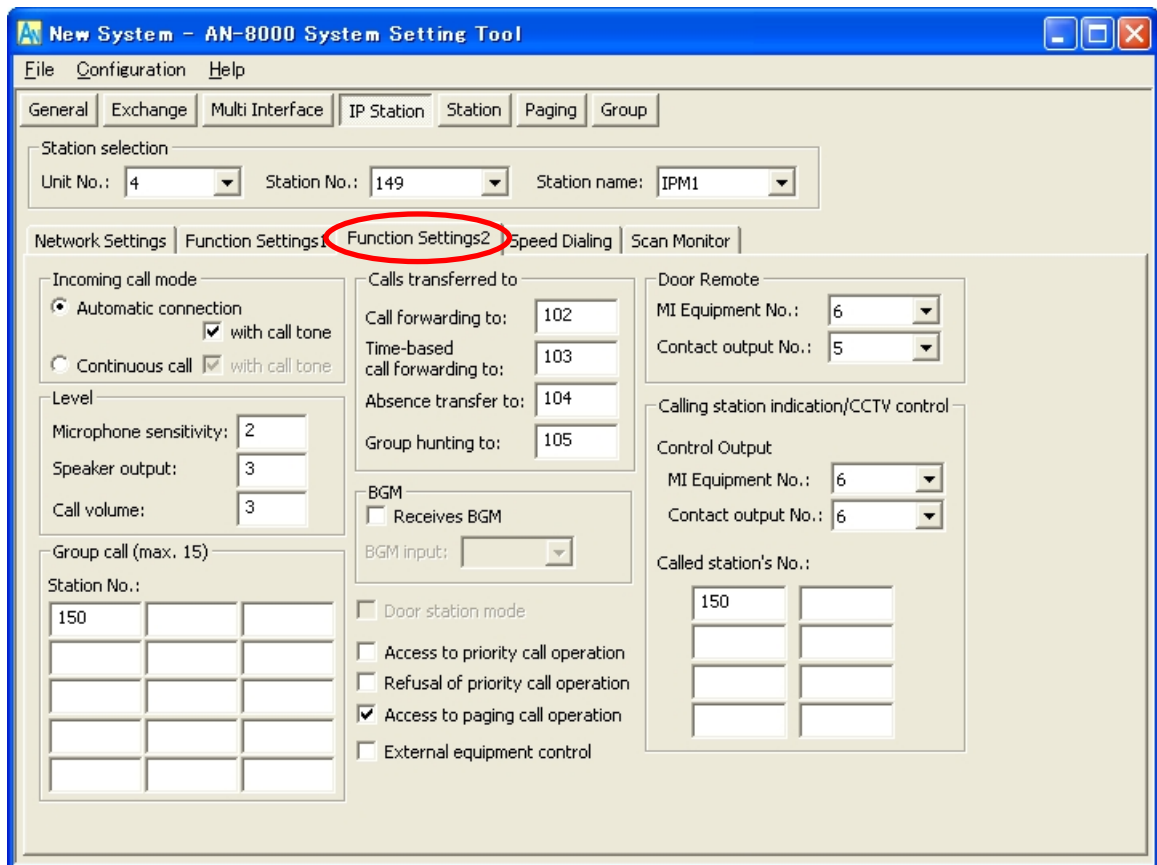 New System - AN-8000 System Setting Tool
File Configuration Help
General Exchange Multi Interface IP Station Station Paging Group
Station selection
Unit No.: 4 Station No.: 149 Station name: IPM1
Network Settings Function Settings1 Function Settings2 Speed Dialing Scan Monitor
Incoming call mode
Automatic connection
with call tone
Continuous call with call tone
Level
Microphone sensitivity: 2
Speaker output: 3
Call volume: 3
Group call (max. 15)
Station No.:
150
Calls transferred to
Call forwarding to: 102
Time-based
call forwarding to: 103
Absence transfer to: 104
Group hunting to: 105
BGM
Receives BGM
BGM input:
Door station mode
Access to priority call operation
Refusal of priority call operation
Access to paging call operation
External equipment control
Door Remote
MI Equipment No.: 6
Contact output No.: 5
Calling station indication/CCTV control
Control Output
MI Equipment No.: 6
Contact output No.: 6
Called station's No.:
150